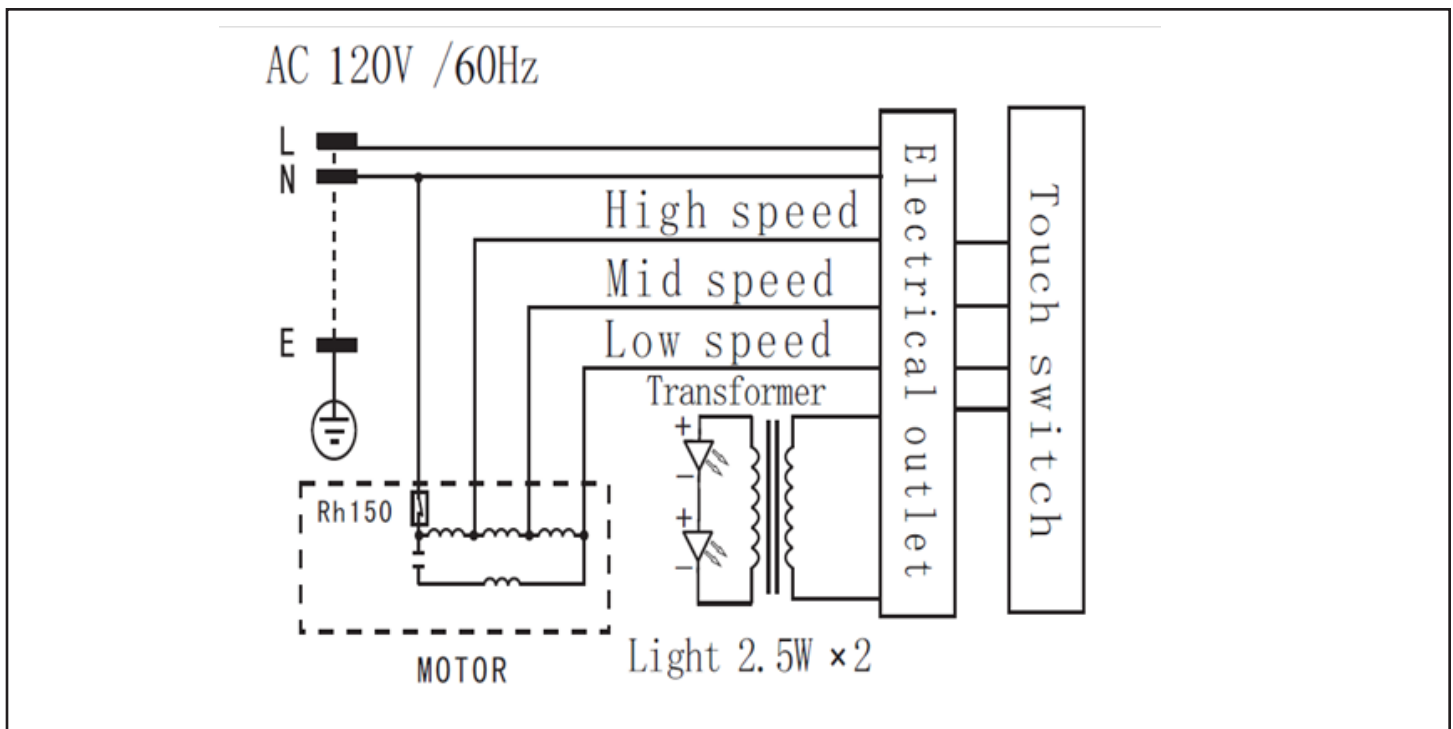 AC 120V /60Hz
L
N
E
High speed
Mid speed
Low speed
Transformer
+
−
+
−
Rh150
MOTOR
Light 2.5W ×2
Electrical outlet
Touch switch